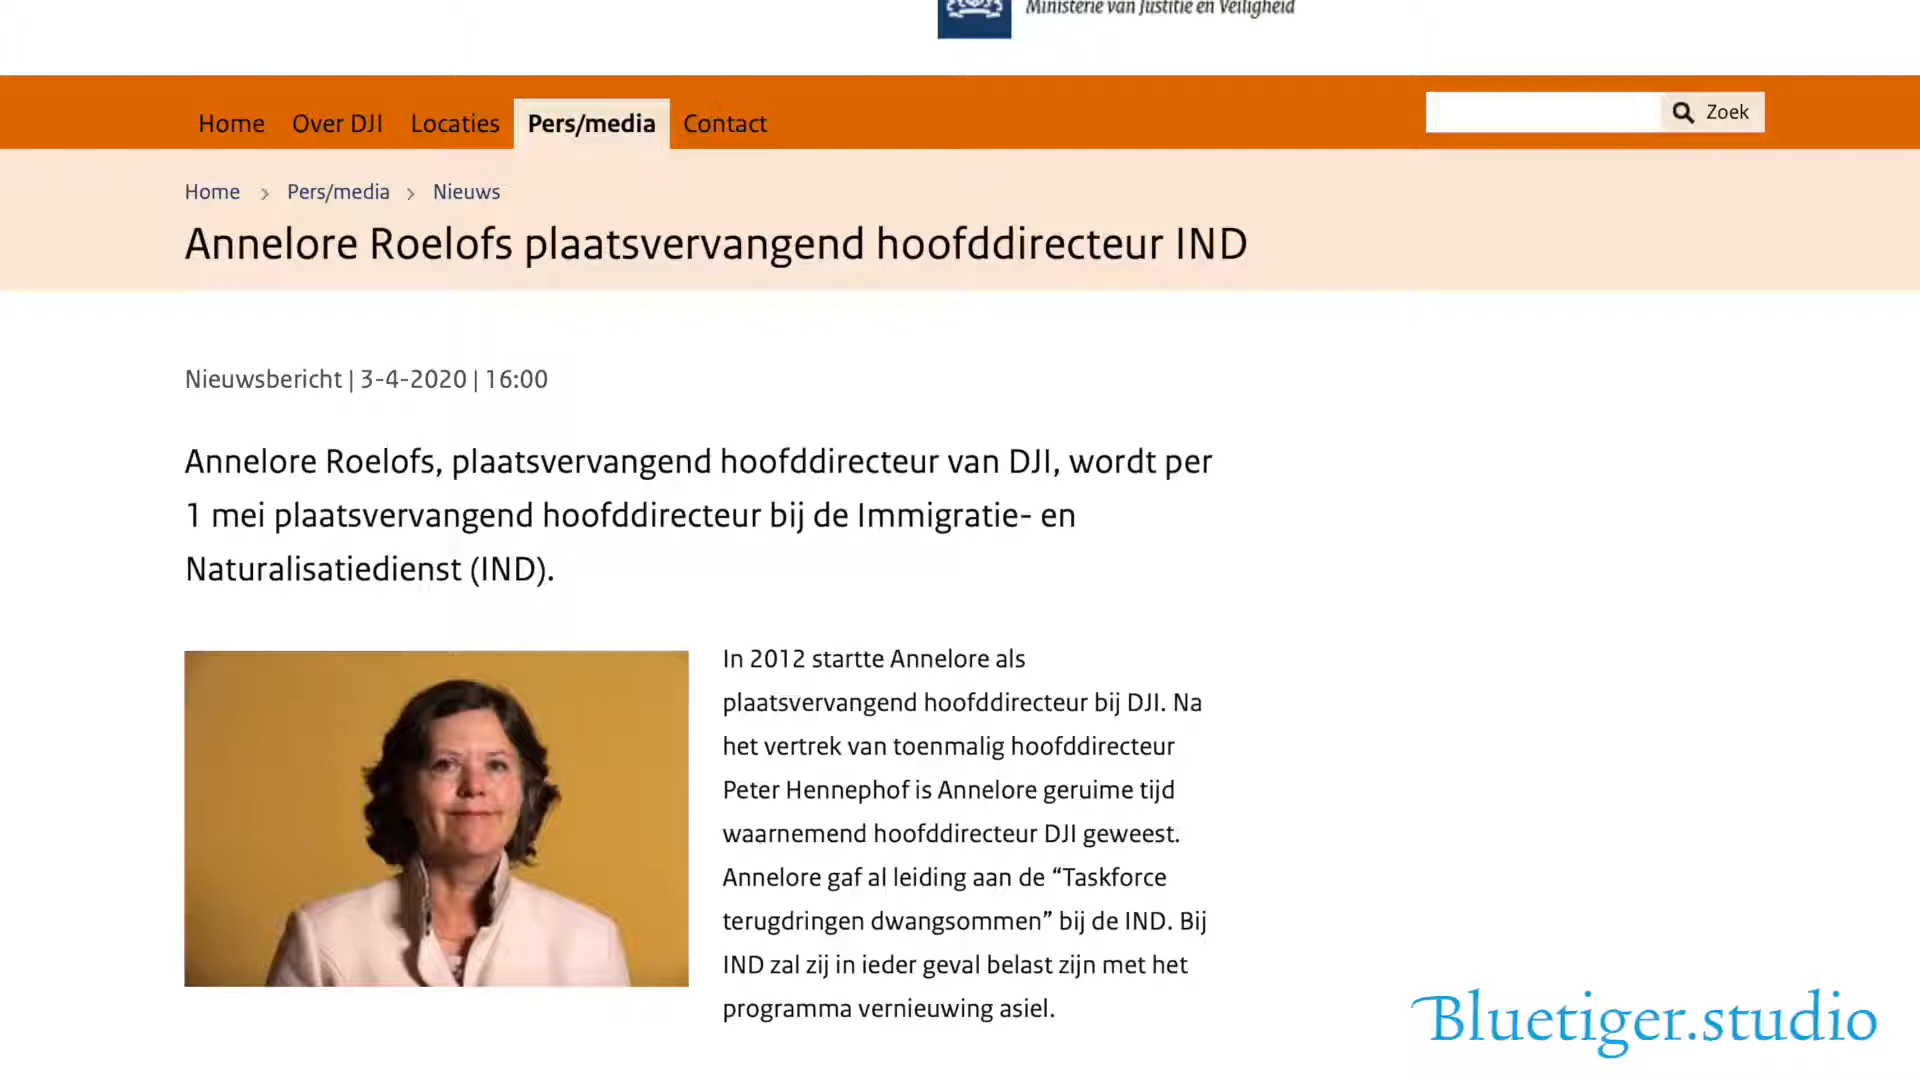 Ministerie van Justitie en Veiligheid
Home Over DJI Locaties Pers/media Contact
Zoek
Home > Pers/media > Nieuws
Annelore Roelofs plaatsvervangend hoofddirecteur IND
Nieuwsbericht | 3-4-2020 | 16:00
Annelore Roelofs, plaatsvervangend hoofddirecteur van DJI, wordt per
1 mei plaatsvervangend hoofddirecteur bij de Immigratie- en
Naturalisatiedienst (IND).
In 2012 startte Annelore als
plaatsvervangend hoofddirecteur bij DJI. Na
het vertrek van toenmalig hoofddirecteur
Peter Hennephof is Annelore geruime tijd
waarnemend hoofddirecteur DJI geweest.
Annelore gaf al leiding aan de “Taskforce
terugdringen dwangsommen” bij de IND. Bij
IND zal zij in ieder geval belast zijn met het
programma vernieuwing asiel.
Bluetiger.studio